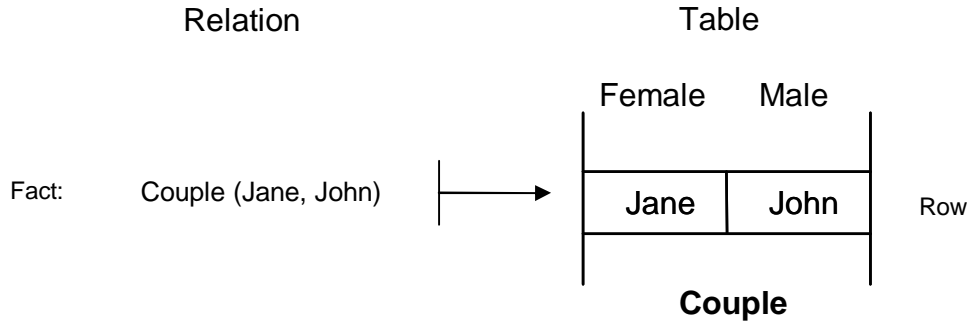 Relation Table
Female Male
Fact: Couple (Jane, John) Jane John Row
Couple